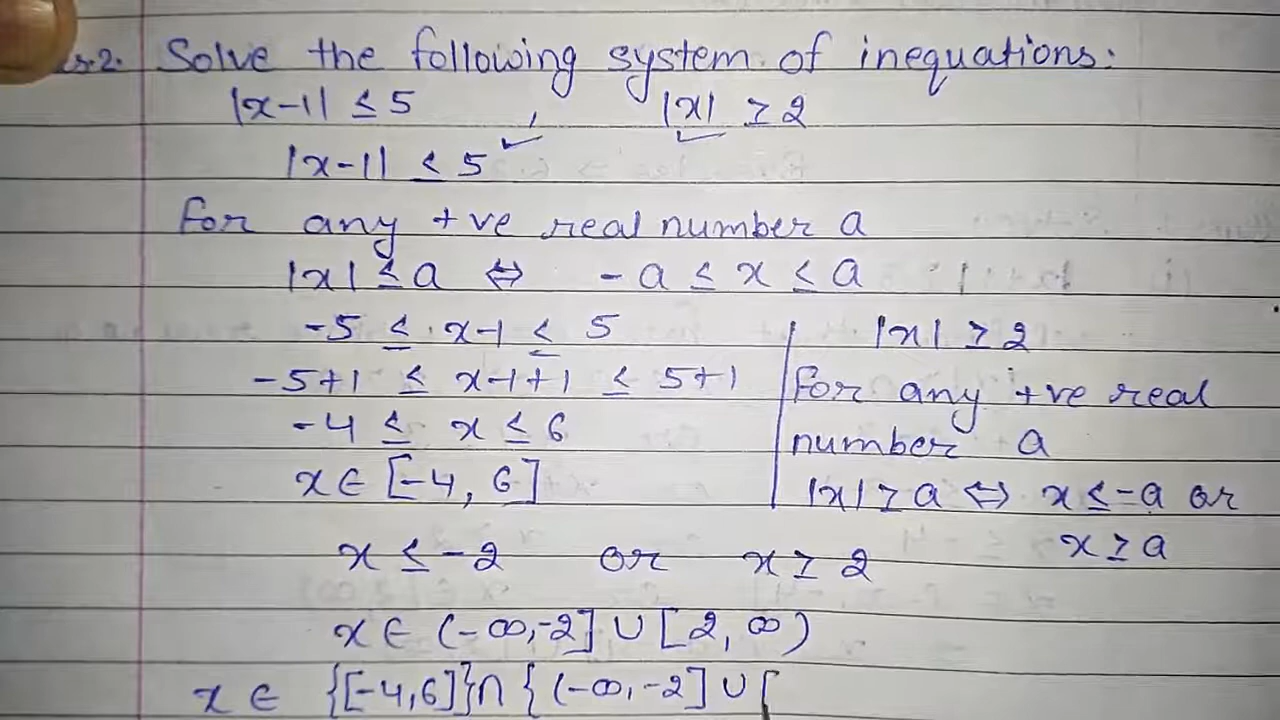 s.2. Solve the following system of inequations:
|x-1| ≤ 5 , |x| ≥ 2
|x-1| ≤ 5
For any +ve real number a
|x| ≤ a ⇔ -a ≤ x ≤ a
-5 ≤ x-1 ≤ 5
-5+1 ≤ x-1+1 ≤ 5+1
-4 ≤ x ≤ 6
x ∈ [-4, 6]
|x| ≥ 2
For any +ve real
number a
|x| ≥ a ⇔ x ≤ -a or
x ≥ a
x ≤ -2 or x ≥ 2
x ∈ (-∞,-2] ∪ [2, ∞)
x ∈ {[-4,6]}∩ { (-∞,-2] ∪ [